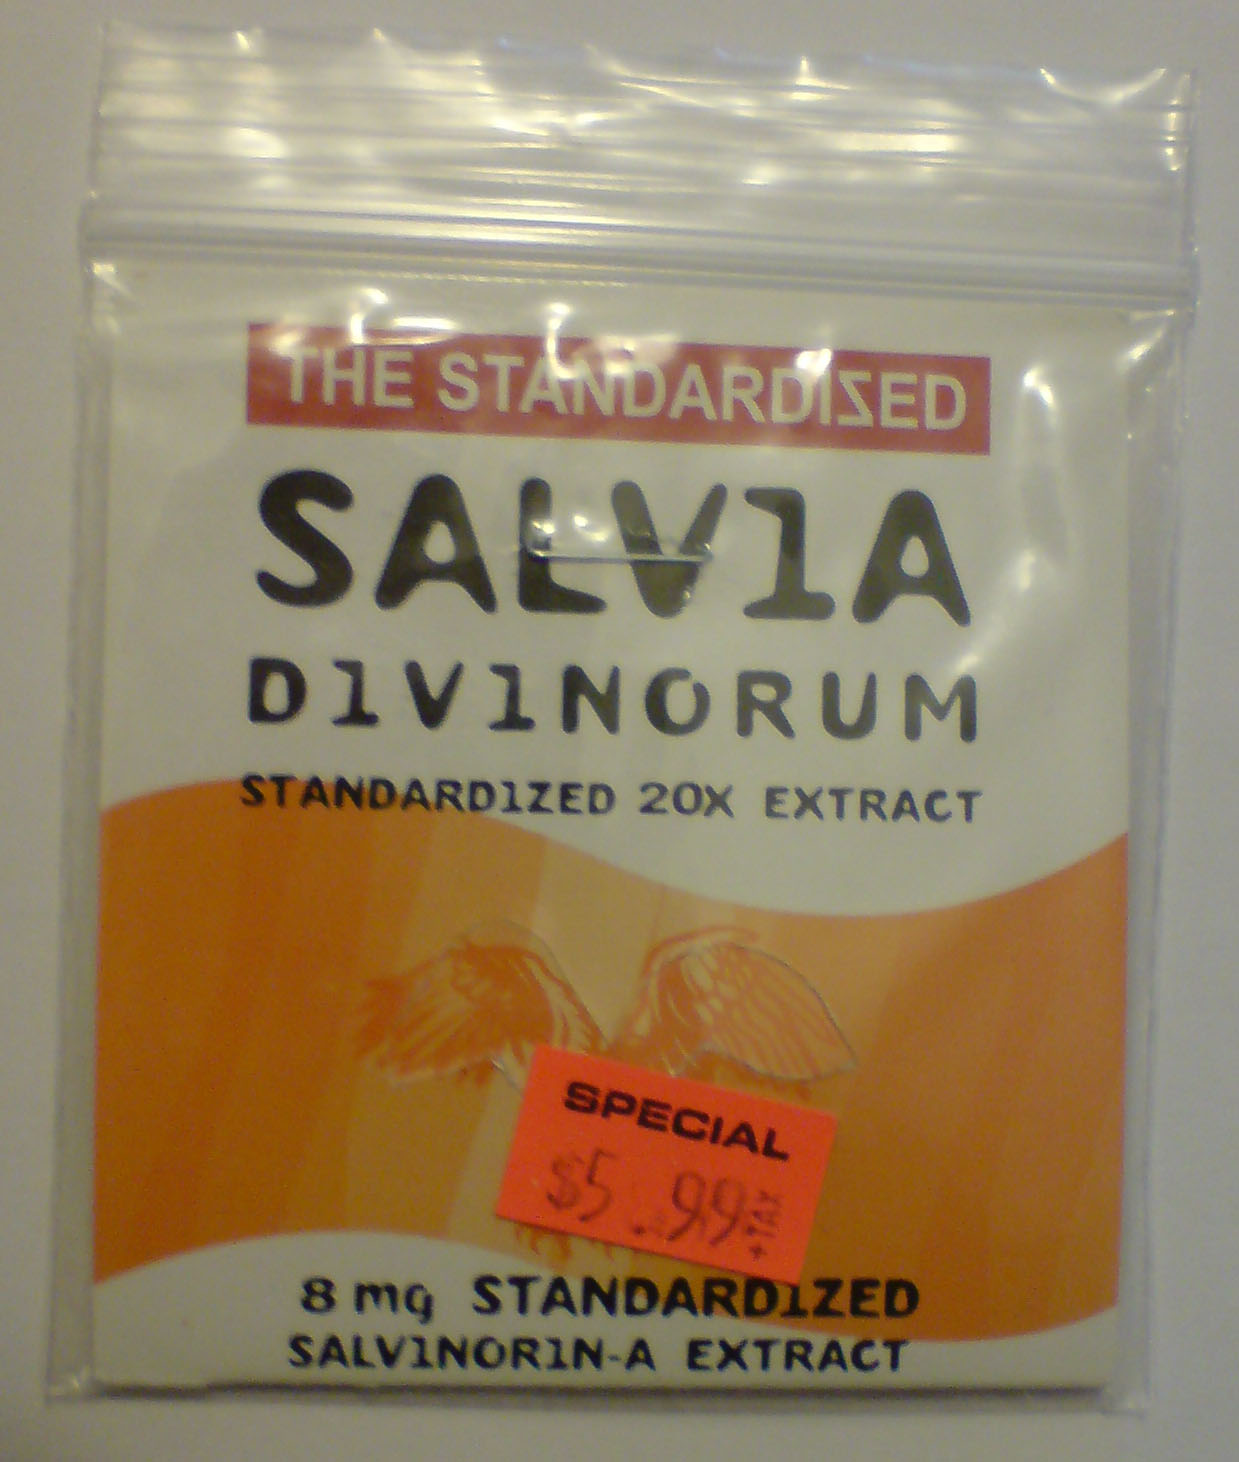 THE STANDARDIZED
SALV1A
D1V1NORUM
STANDARD1ZED 20X EXTRACT
SPECIAL
$5.99
+TAX
8 mg STANDARD1ZED
SALV1NOR1N-A EXTRACT